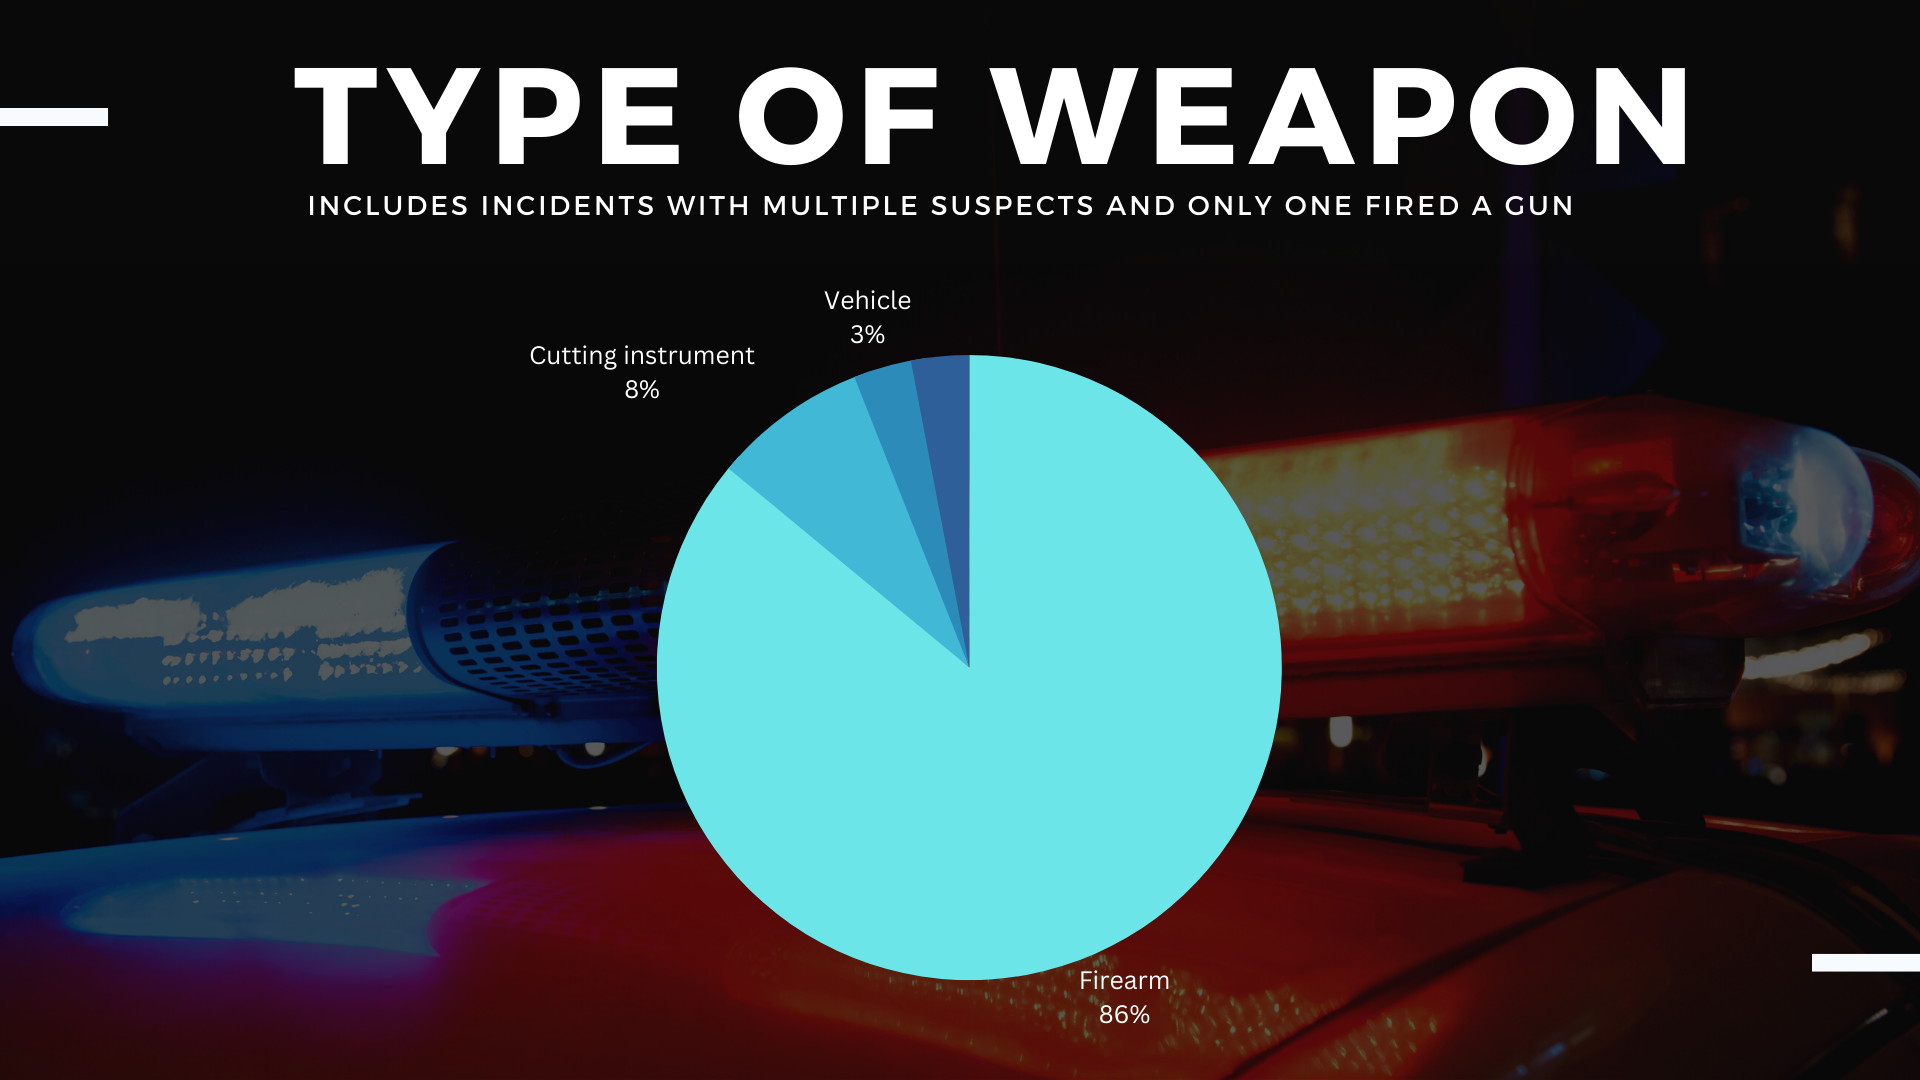 TYPE OF WEAPON
INCLUDES INCIDENTS WITH MULTIPLE SUSPECTS AND ONLY ONE FIRED A GUN
Vehicle
3%
Cutting instrument
8%
Firearm
86%